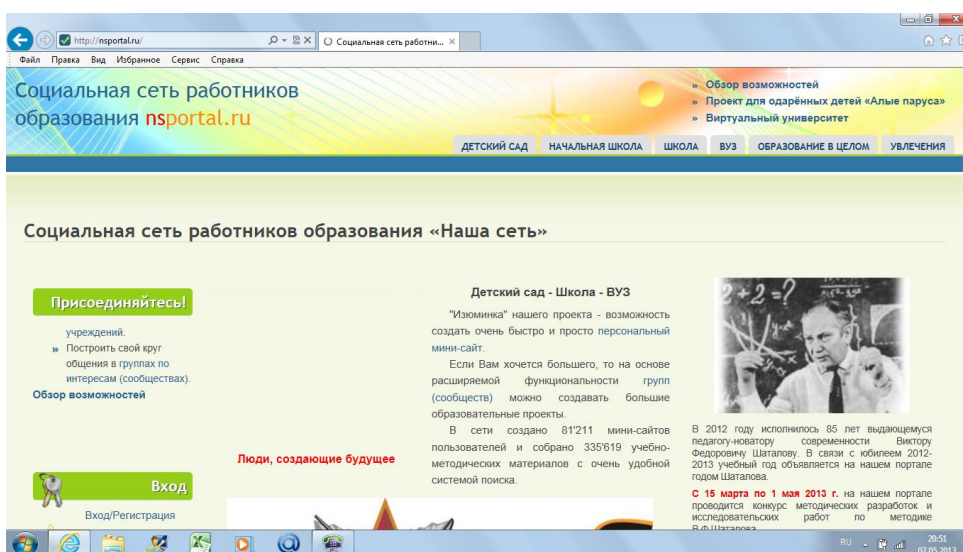 http://nsportal.ru/
Социальная сеть работни...
Файл Правка Вид Избранное Сервис Справка
Социальная сеть работников
образования nsportal.ru
» Обзор возможностей
» Проект для одарённых детей «Алые паруса»
» Виртуальный университет
ДЕТСКИЙ САД НАЧАЛЬНАЯ ШКОЛА ШКОЛА ВУЗ ОБРАЗОВАНИЕ В ЦЕЛОМ УВЛЕЧЕНИЯ
Социальная сеть работников образования «Наша сеть»
Присоединяйтесь!
учреждений.
» Построить свой круг
общения в группах по
интересам (сообществах).
Обзор возможностей
Вход
Вход/Регистрация
Люди, создающие будущее
Детский сад - Школа - ВУЗ
"Изюминка" нашего проекта - возможность
создать очень быстро и просто персональный
мини-сайт.
Если Вам хочется большего, то на основе
расширяемой функциональности групп
(сообществ) можно создавать большие
образовательные проекты.
В сети создано 81'211 мини-сайтов
пользователей и собрано 335'619 учебно-
методических материалов с очень удобной
системой поиска.
2+2=?
В 2012 году исполнилось 85 лет выдающемуся
педагогу-новатору современности Виктору
Федоровичу Шаталову. В связи с юбилеем 2012-
2013 учебный год объявляется на нашем портале
годом Шаталова.
С 15 марта по 1 мая 2013 г. на нашем портале
проводится конкурс методических разработок и
исследовательских работ по методике
В.Ф.Шаталова
RU 20:51
07.05.2013